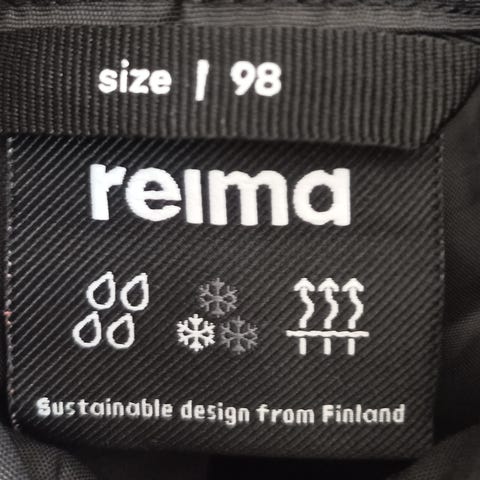 size | 98
reima
Sustainable design from Finland